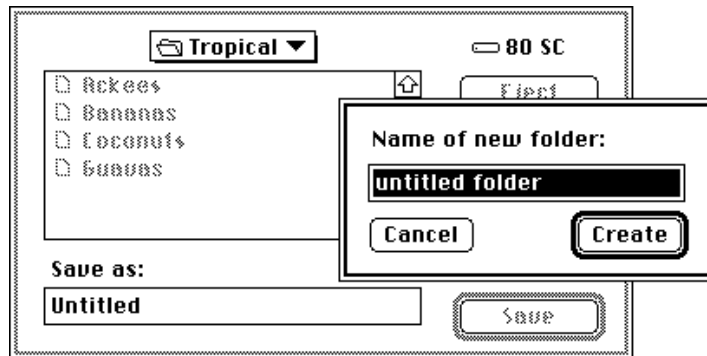 Tropical
80 SC
Ackees
Bananas
Coconuts
Guavas
Eject
Name of new folder:
untitled folder
Cancel
Create
Save as:
Untitled
Save